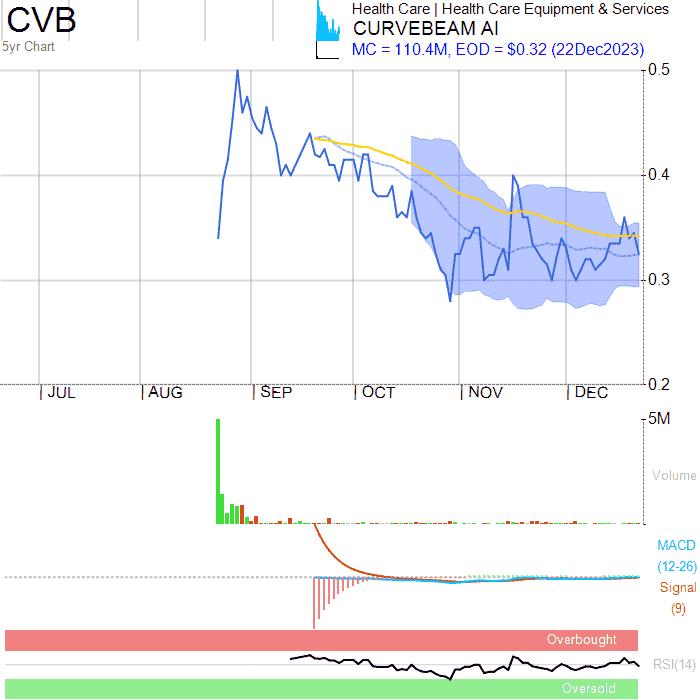 CVB
Health Care | Health Care Equipment & Services
CURVEBEAM AI
5yr Chart
MC = 110.4M, EOD = $0.32 (22Dec2023)
0.5
0.4
0.3
0.2
JUL
AUG
SEP
OCT
NOV
DEC
5M
Volume
MACD
(12-26)
Signal
(9)
Overbought
RSI(14)
Oversold